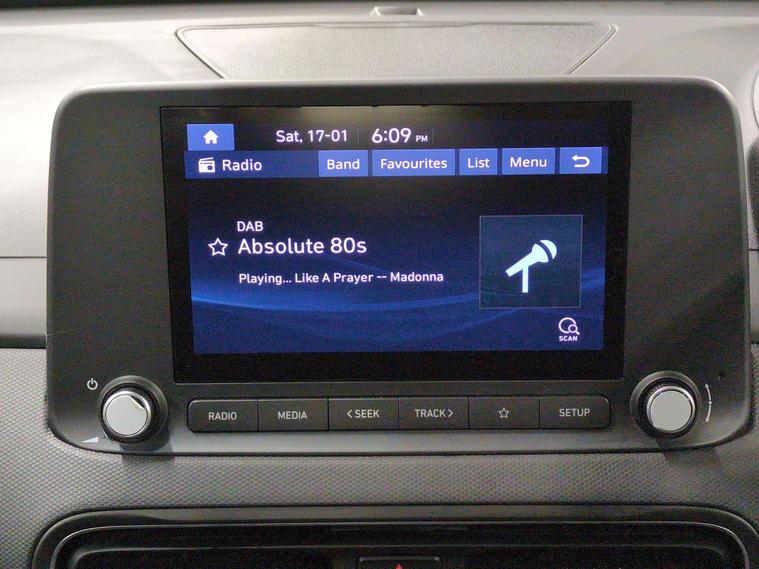 Sat, 17-01 6:09 PM
Radio Band Favourites List Menu
DAB
Absolute 80s
Playing... Like A Prayer -- Madonna
SCAN
RADIO MEDIA <SEEK TRACK> SETUP